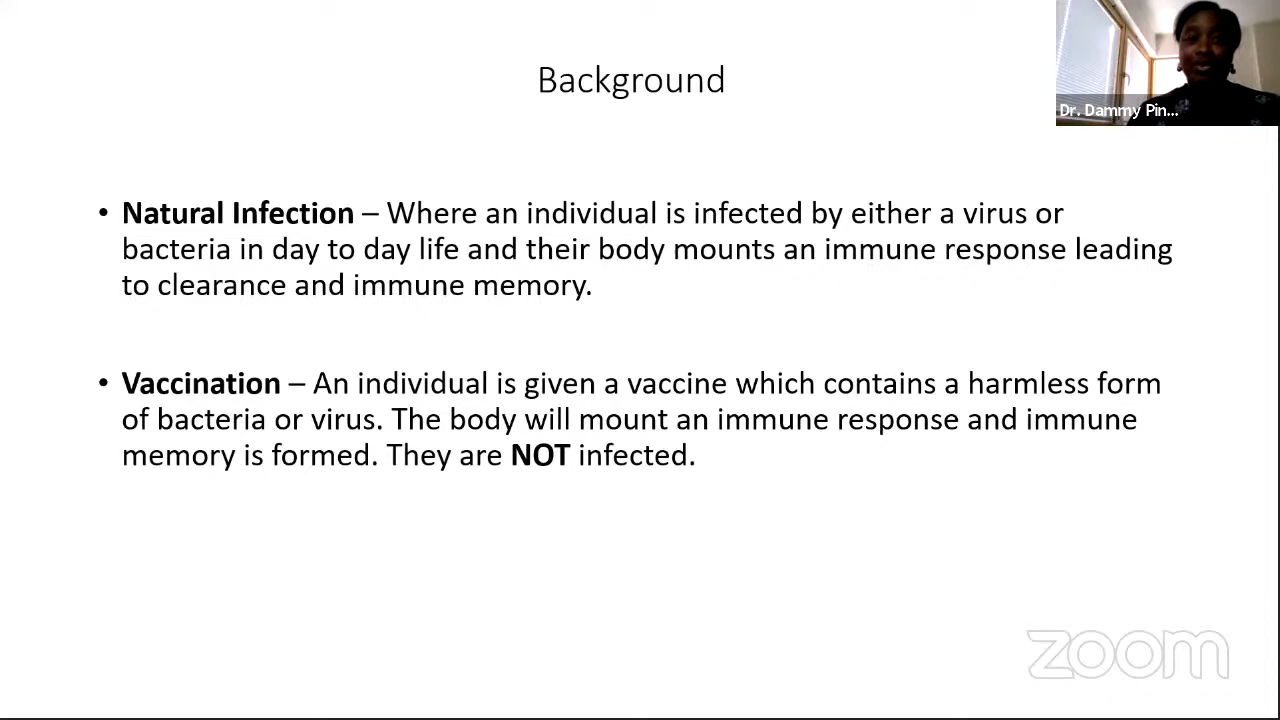 Background
Dr. Dammy Pin...
• Natural Infection – Where an individual is infected by either a virus or
bacteria in day to day life and their body mounts an immune response leading
to clearance and immune memory.
• Vaccination – An individual is given a vaccine which contains a harmless form
of bacteria or virus. The body will mount an immune response and immune
memory is formed. They are NOT infected.
zoom